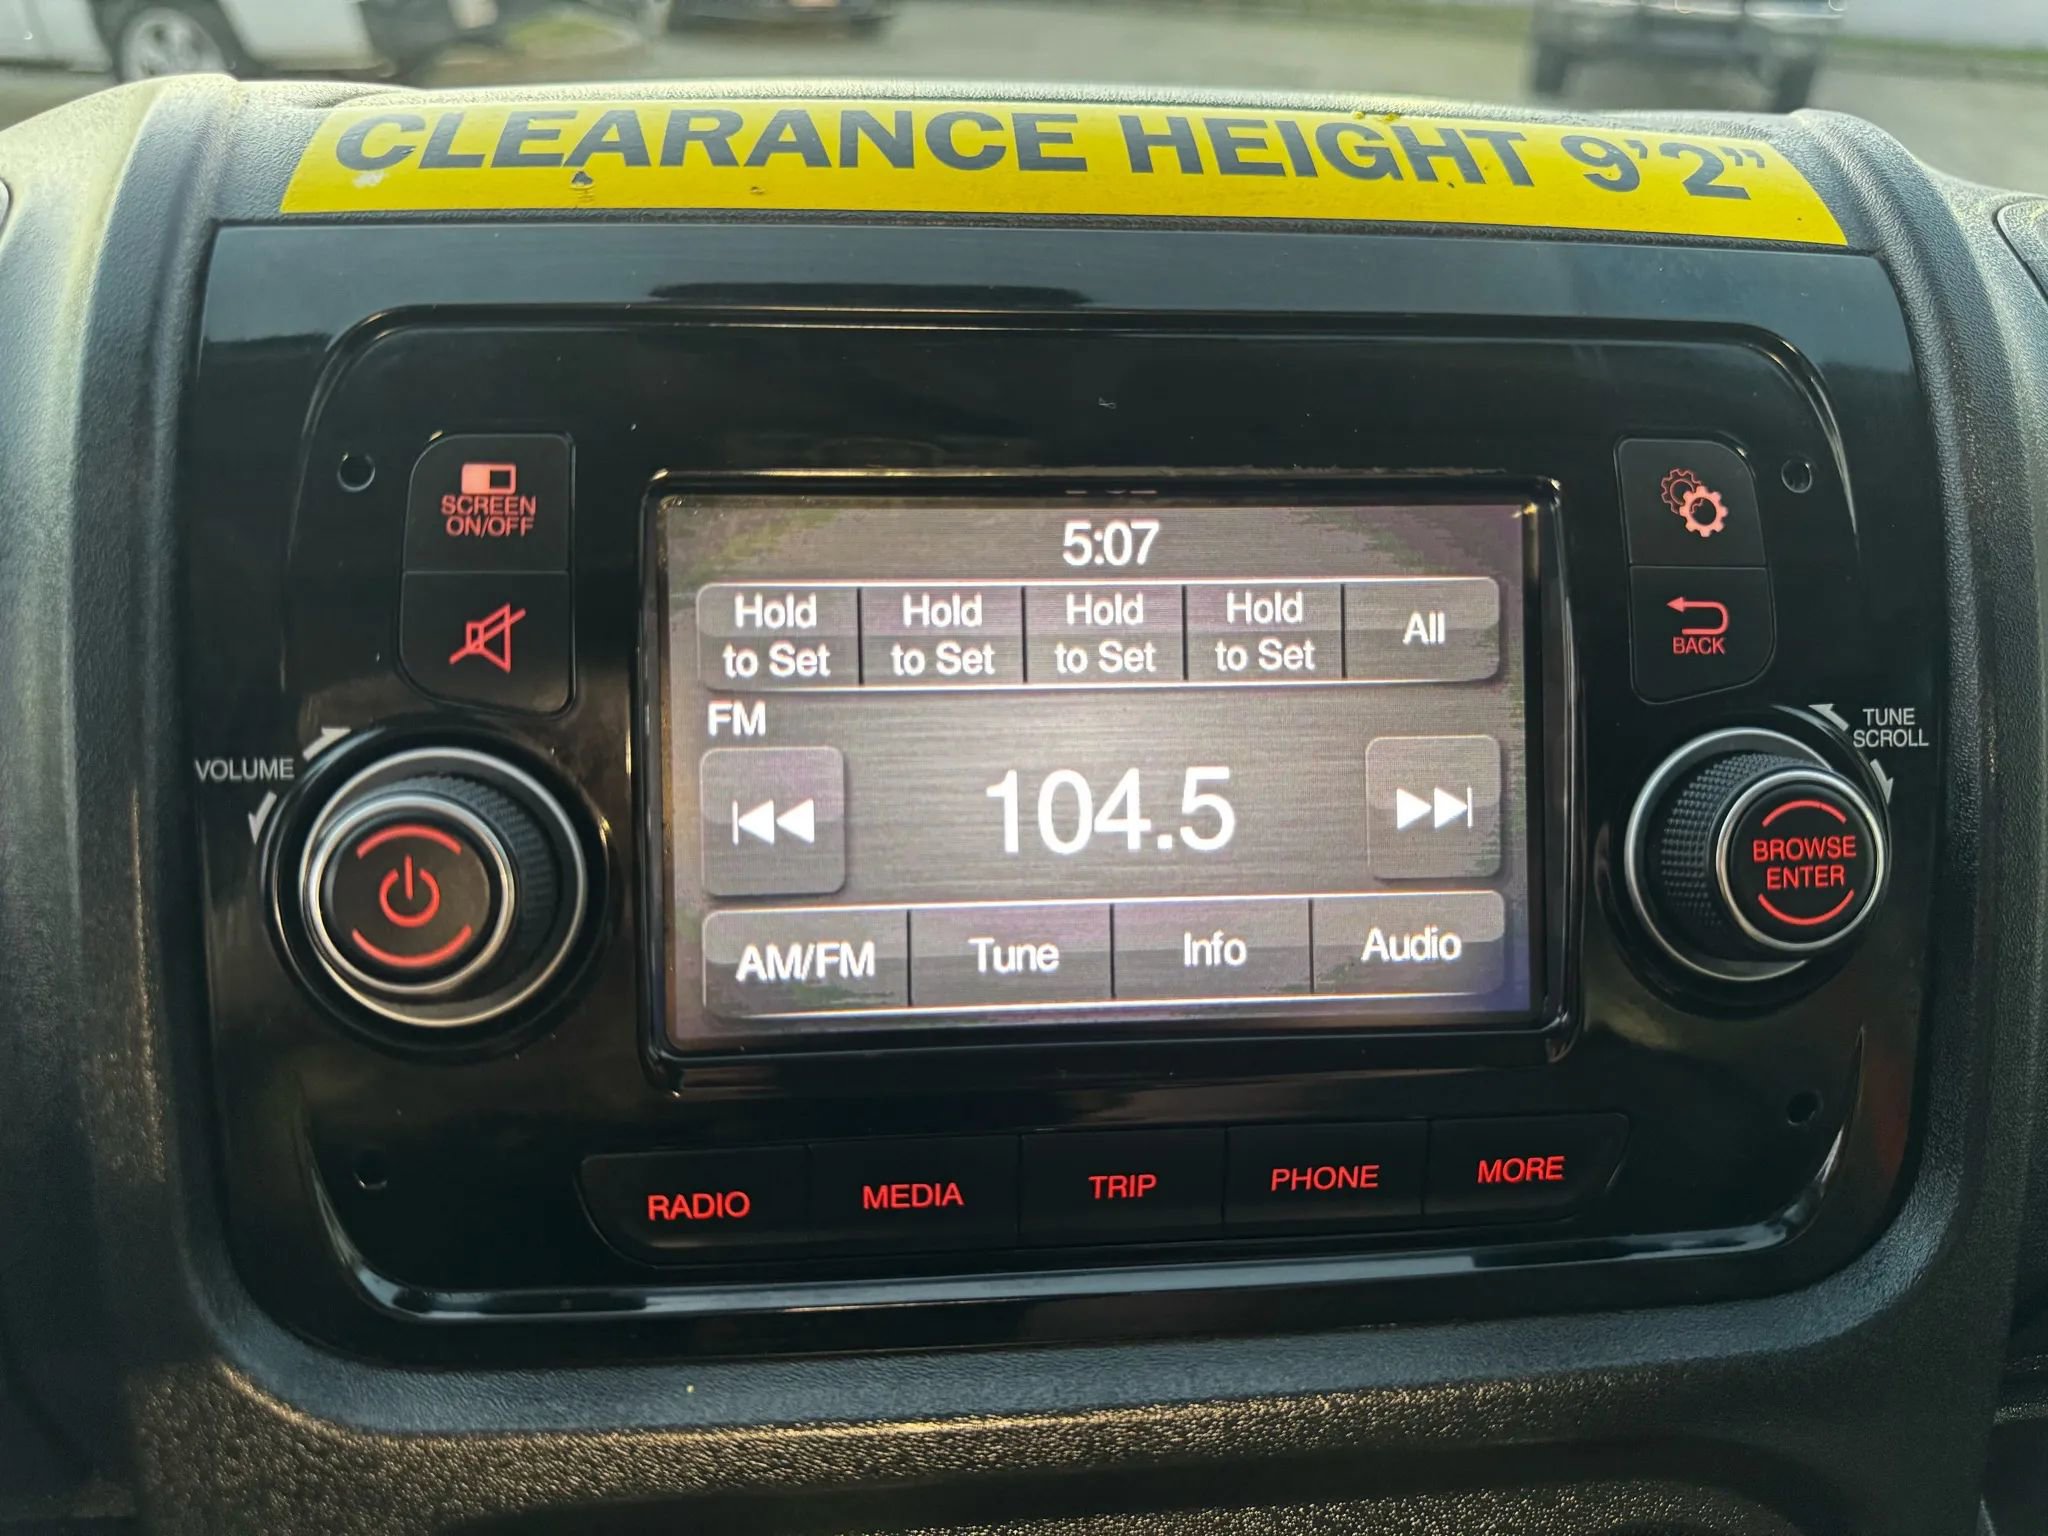 CLEARANCE HEIGHT 9'2"
SCREEN
ON/OFF
5:07
Hold
to Set
Hold
to Set
Hold
to Set
Hold
to Set
All
BACK
FM
VOLUME
TUNE
SCROLL
104.5
BROWSE
ENTER
AM/FM
Tune
Info
Audio
RADIO
MEDIA
TRIP
PHONE
MORE